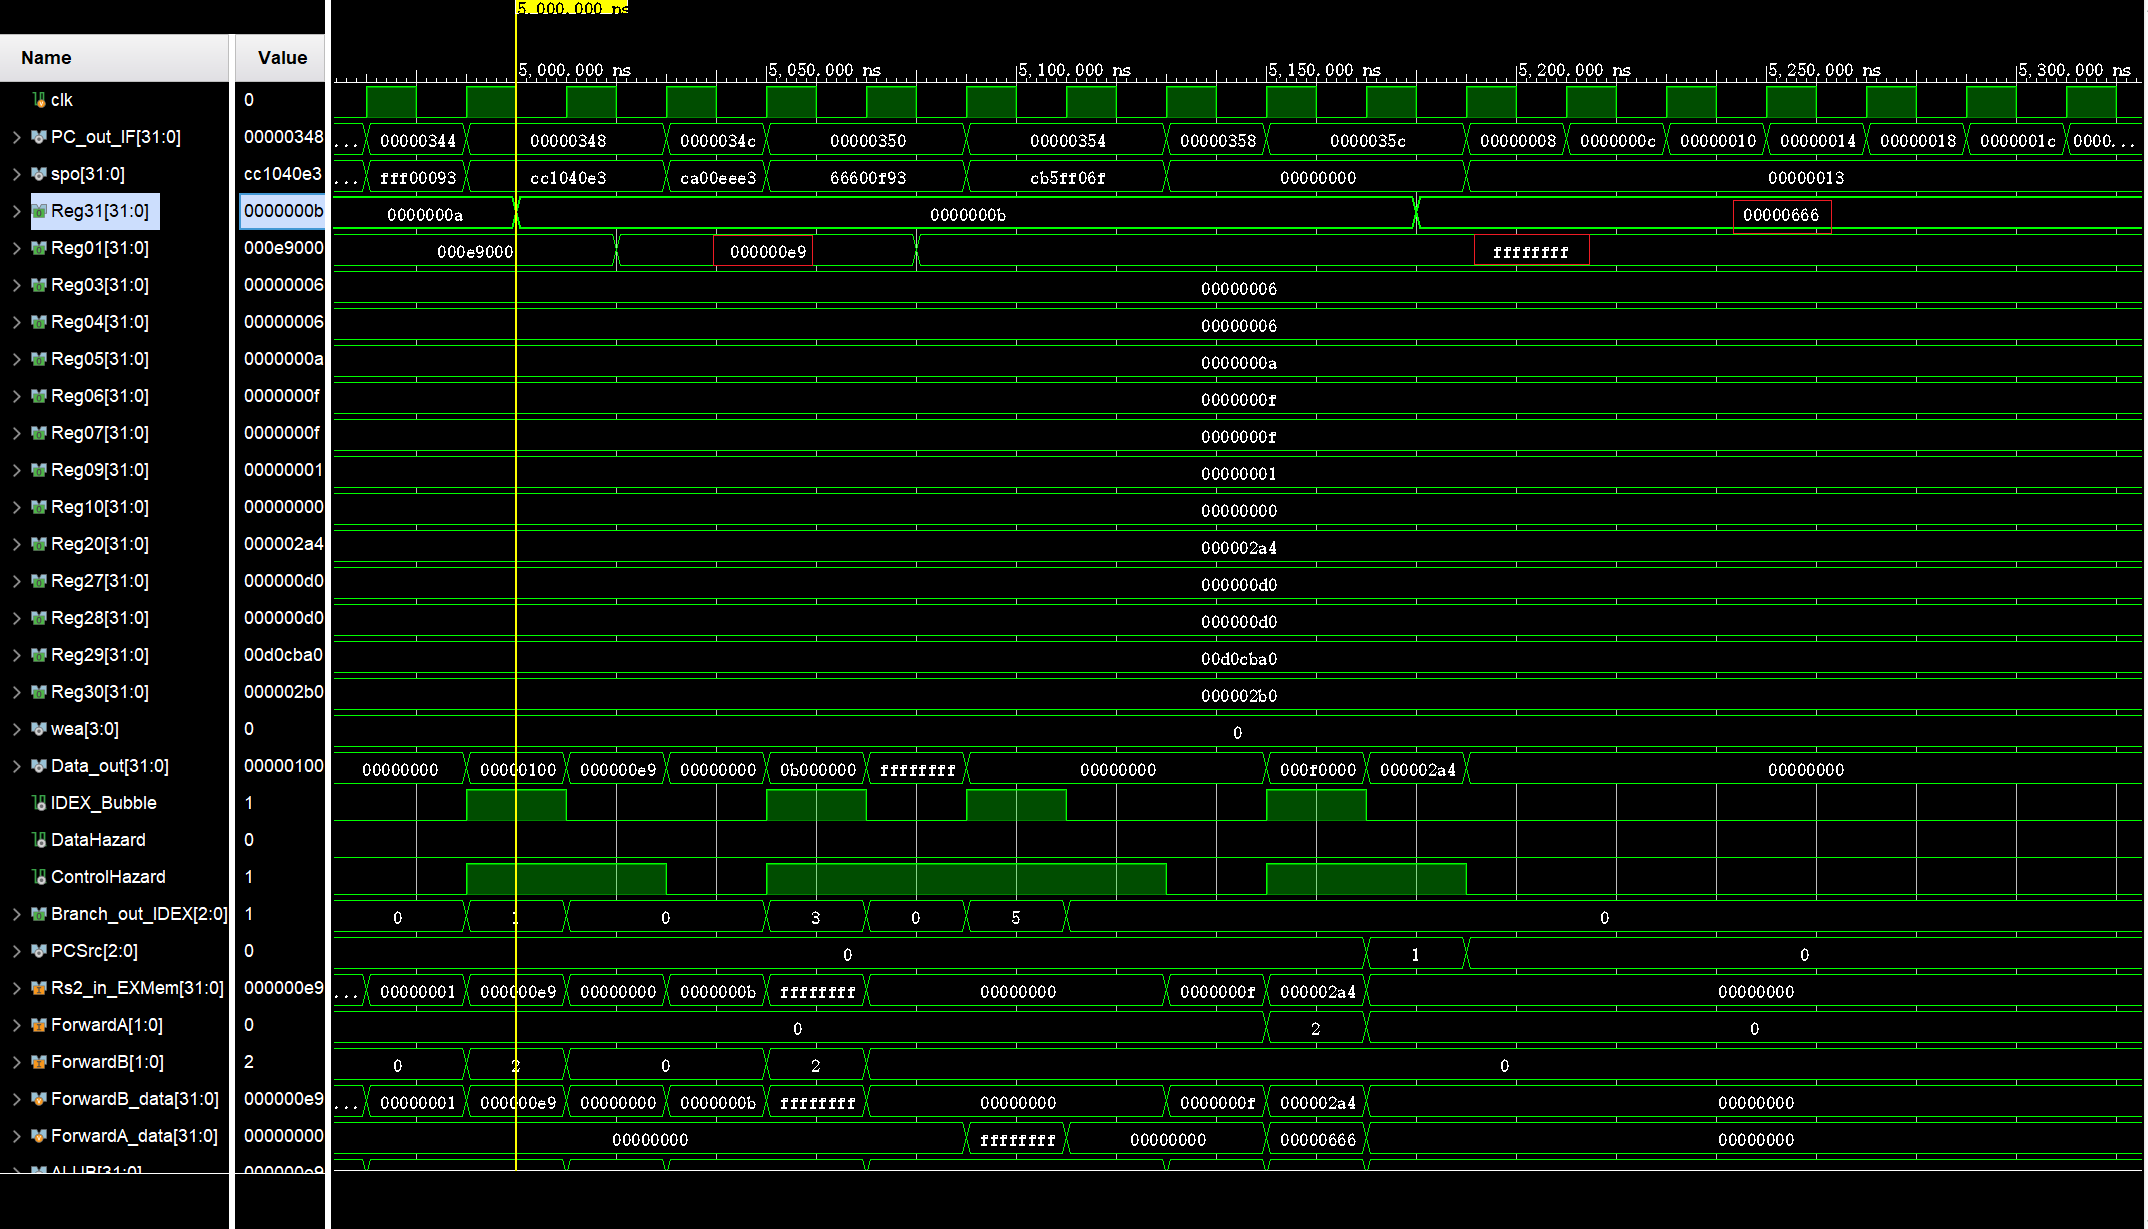 5,000.000 ns
Name Value
5,000.000 ns 5,050.000 ns 5,100.000 ns 5,150.000 ns 5,200.000 ns 5,250.000 ns 5,300.000 ns
clk 0
PC_out_IF[31:0] 00000348 ... 00000344 00000348 0000034c 00000350 00000354 00000358 0000035c 00000008 0000000c 00000010 00000014 00000018 0000001c 0000...
spo[31:0] cc1040e3 ... fff00093 cc1040e3 ca00eee3 66600f93 cb5ff06f 00000000 00000013
Reg31[31:0] 0000000b 0000000a 0000000b 00000666
Reg01[31:0] 000e9000 000e9000 000000e9 ffffffff
Reg03[31:0] 00000006 00000006
Reg04[31:0] 00000006 00000006
Reg05[31:0] 0000000a 0000000a
Reg06[31:0] 0000000f 0000000f
Reg07[31:0] 0000000f 0000000f
Reg09[31:0] 00000001 00000001
Reg10[31:0] 00000000 00000000
Reg20[31:0] 000002a4 000002a4
Reg27[31:0] 000000d0 000000d0
Reg28[31:0] 000000d0 000000d0
Reg29[31:0] 00d0cba0 00d0cba0
Reg30[31:0] 000002b0 000002b0
wea[3:0] 0 0
Data_out[31:0] 00000100 00000000 00000100 000000e9 00000000 0b000000 ffffffff 00000000 000f0000 000002a4 00000000
IDEX_Bubble 1
DataHazard 0
ControlHazard 1
Branch_out_IDEX[2:0] 1 0 1 0 3 0 5 0
PCSrc[2:0] 0 0 1 0
Rs2_in_EXMem[31:0] 000000e9 ... 00000001 000000e9 00000000 0000000b ffffffff 00000000 0000000f 000002a4 00000000
ForwardA[1:0] 0 0 2 0
ForwardB[1:0] 2 0 2 0 2 0
ForwardB_data[31:0] 000000e9 ... 00000001 000000e9 00000000 0000000b ffffffff 00000000 0000000f 000002a4 00000000
ForwardA_data[31:0] 00000000 00000000 ffffffff 00000000 00000666 00000000